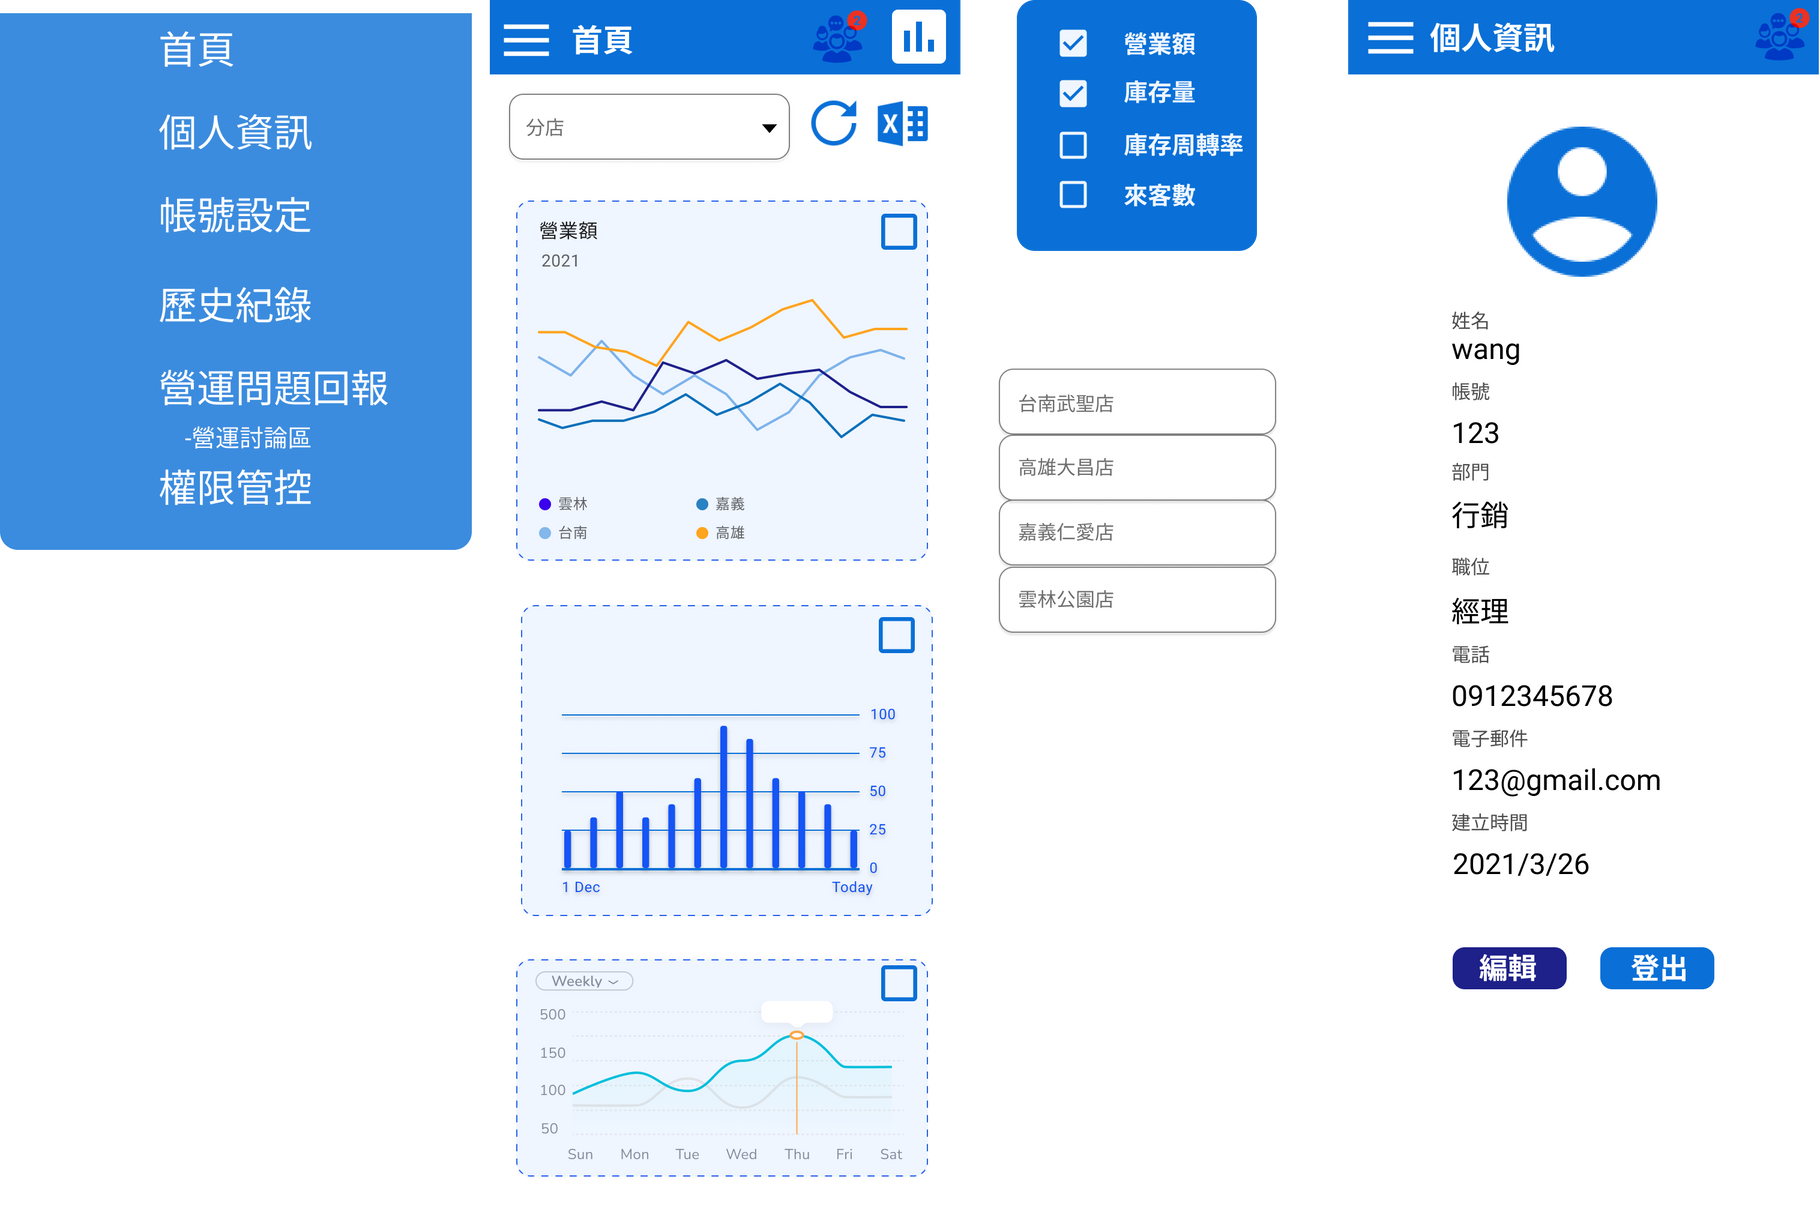 首頁
個人資訊
帳號設定
歷史紀錄
營運問題回報
-營運討論區
權限管控
首頁
2
分店
X
營業額
2021
雲林
嘉義
台南
高雄
100
75
50
25
0
1 Dec
Today
Weekly
500
150
100
50
Sun Mon Tue Wed Thu Fri Sat
營業額
庫存量
庫存周轉率
來客數
台南武聖店
高雄大昌店
嘉義仁愛店
雲林公園店
個人資訊
2
姓名
wang
帳號
123
部門
行銷
職位
經理
電話
0912345678
電子郵件
123@gmail.com
建立時間
2021/3/26
編輯
登出